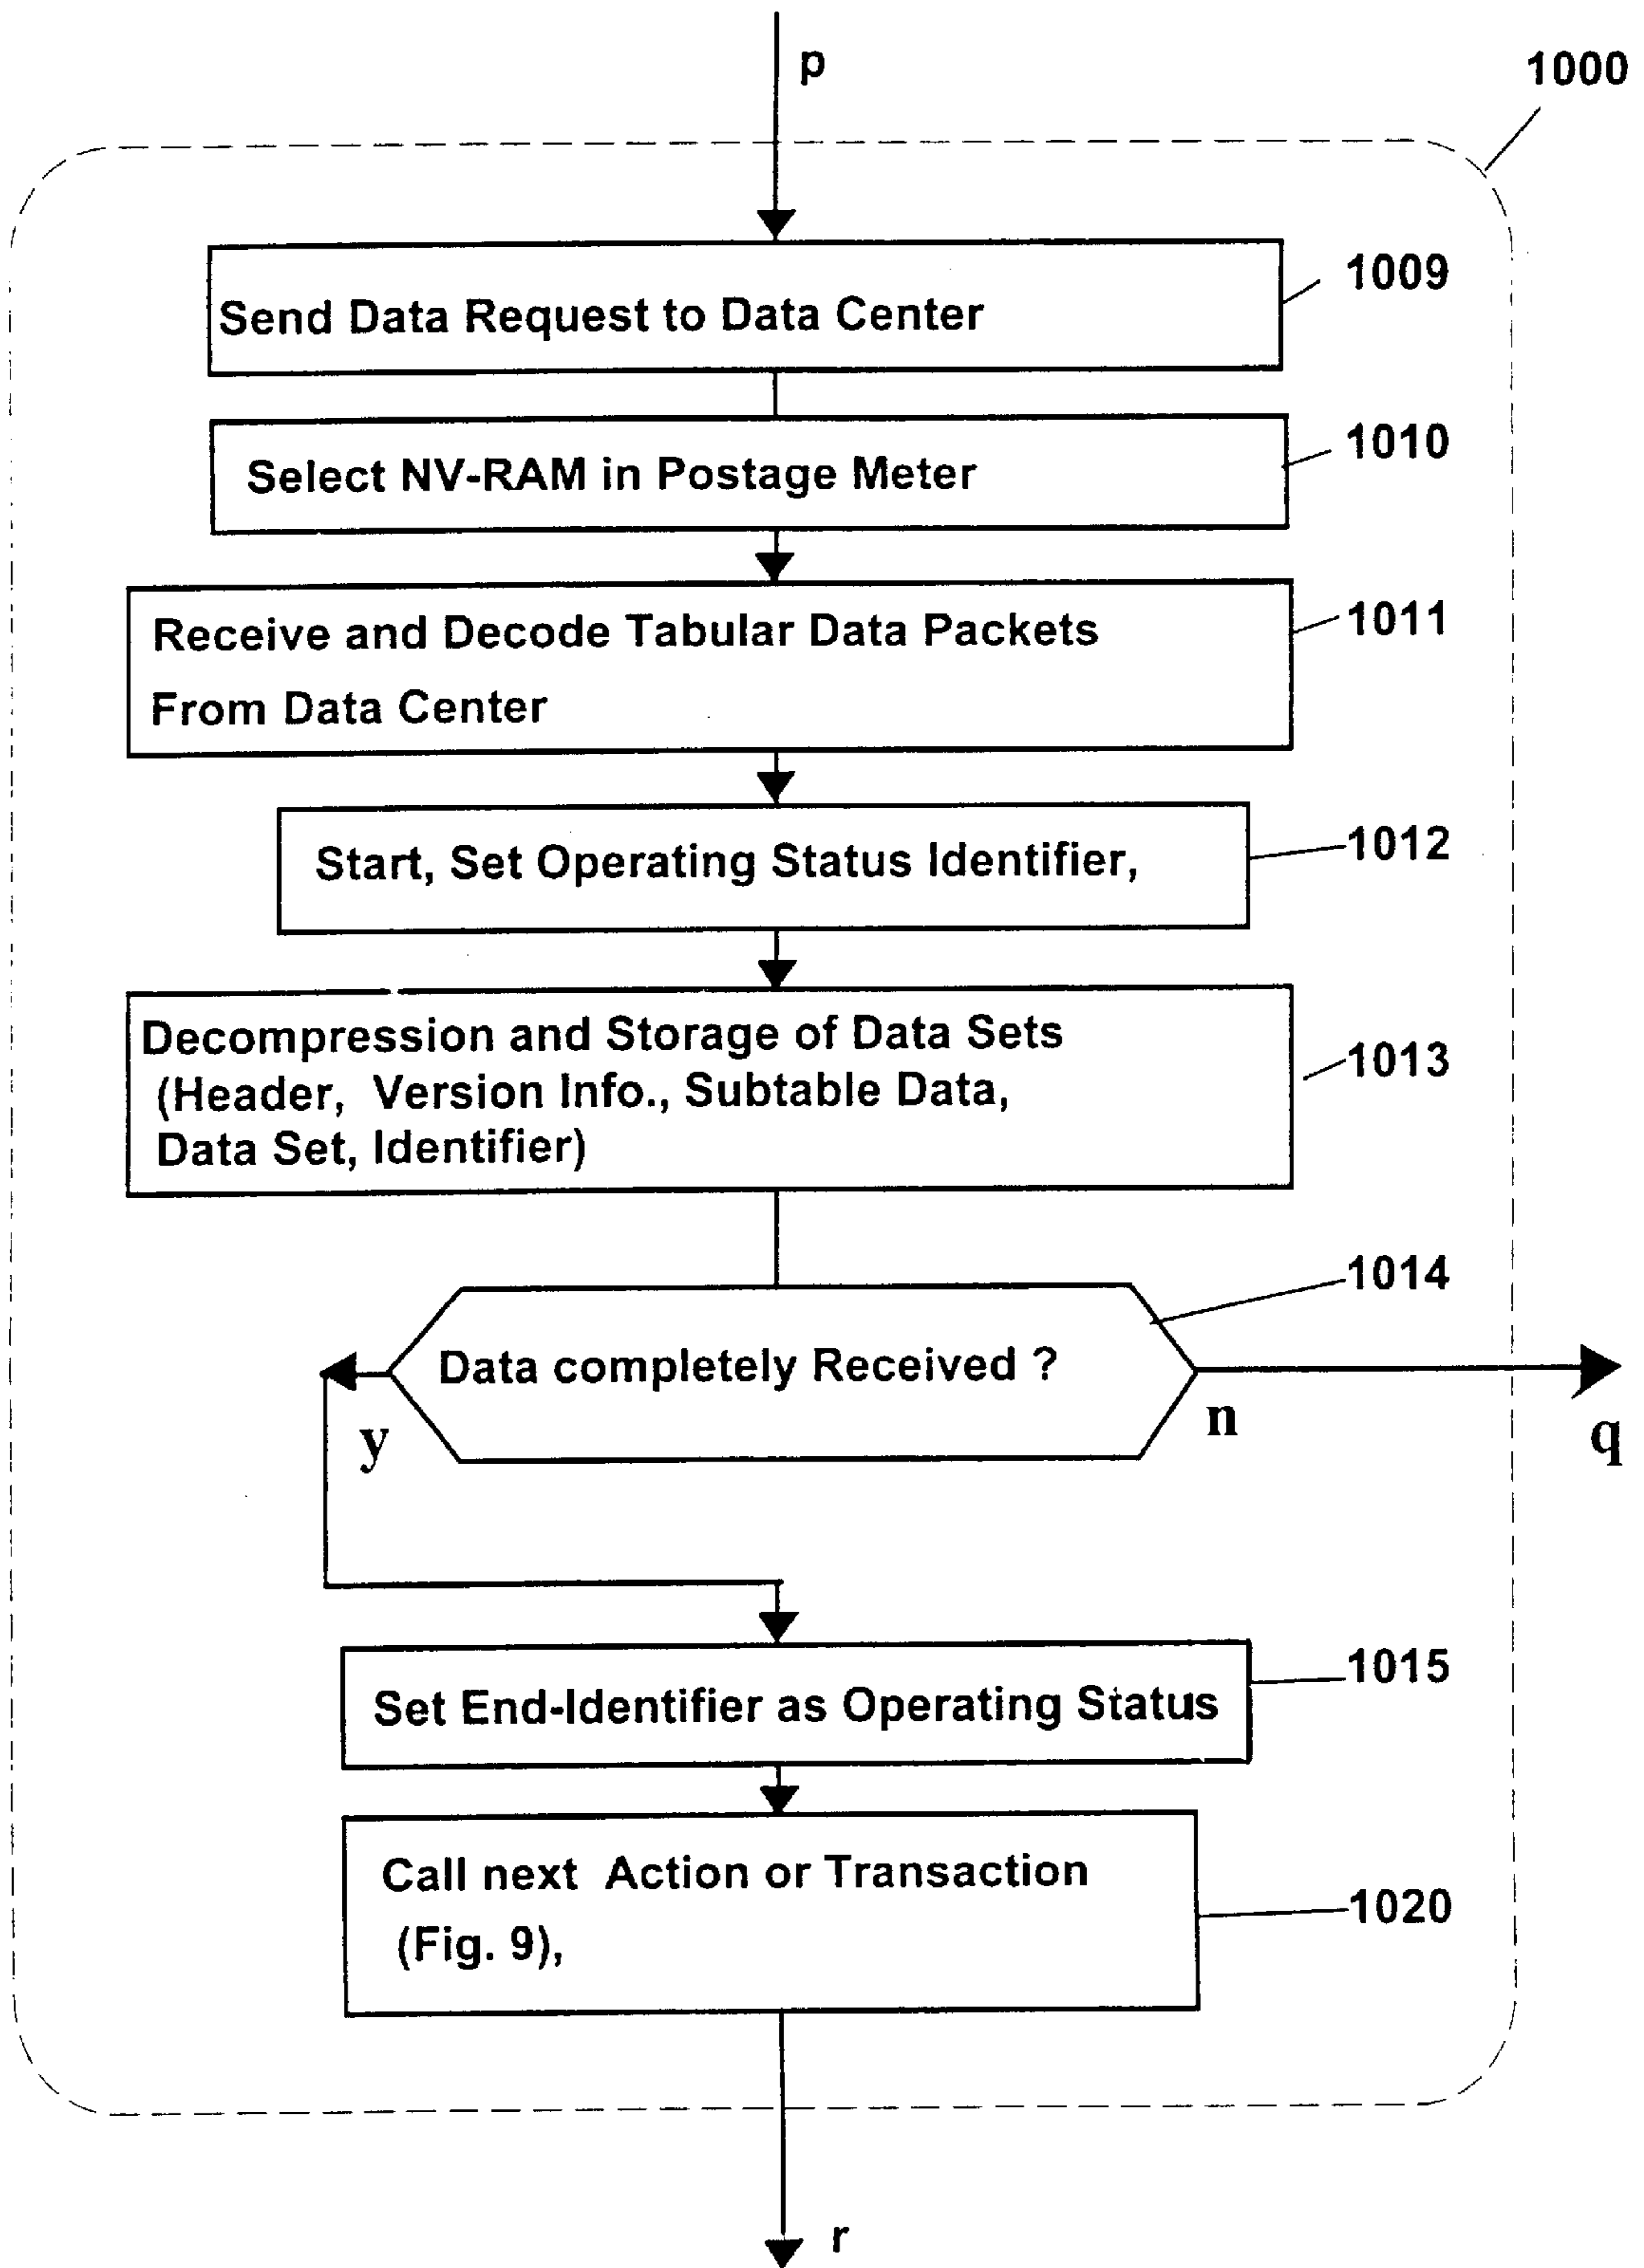 p
1000
1009
Send Data Request to Data Center
1010
Select NV-RAM in Postage Meter
1011
Receive and Decode Tabular Data Packets
From Data Center
1012
Start, Set Operating Status Identifier,
1013
Decompression and Storage of Data Sets
(Header, Version Info., Subtable Data,
Data Set, Identifier)
1014
Data completely Received ?
y
n
q
1015
Set End-Identifier as Operating Status
1020
Call next Action or Transaction
(Fig. 9),
r